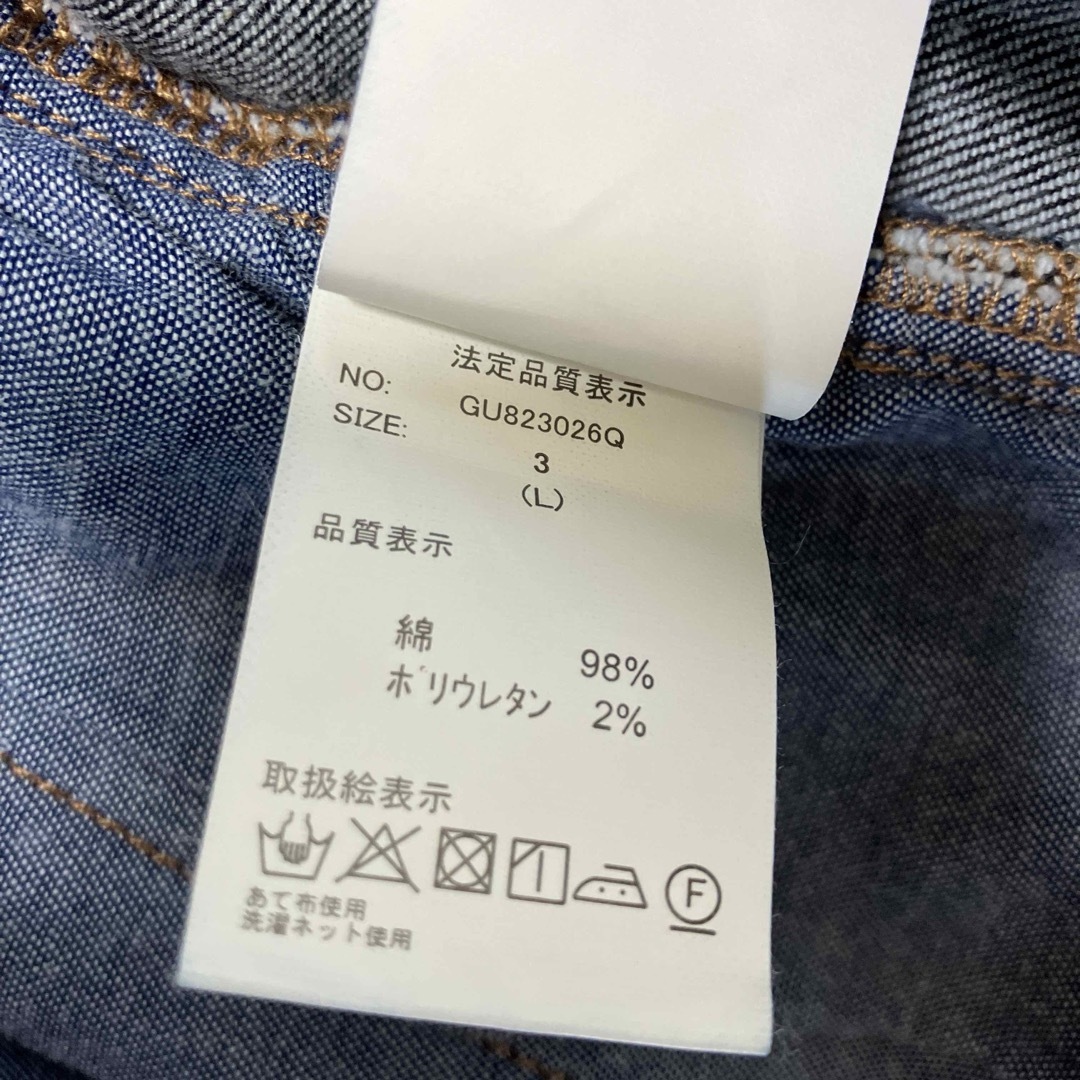 法定品質表示
NO: GU823026Q
SIZE: 3
(L)
品質表示
綿 98%
ポリウレタン 2%
取扱絵表示
F
あて布使用
洗濯ネット使用